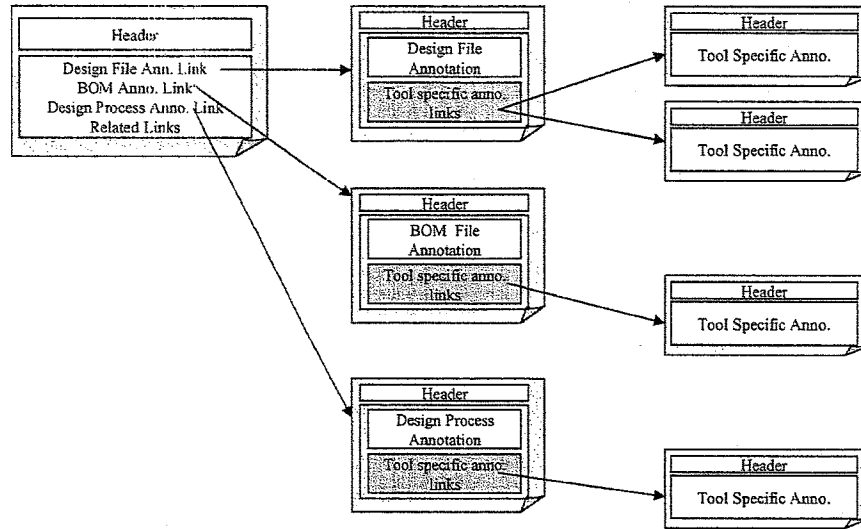 Header
Design File Ann. Link
BOM Anno. Link
Design Process Anno. Link
Related Links
Header
Design File
Annotation
Tool specific anno.
links
Header
Tool Specific Anno.
Header
Tool Specific Anno.
Header
BOM File
Annotation
Tool specific anno.
links
Header
Tool Specific Anno.
Header
Design Process
Annotation
Tool specific anno.
links
Header
Tool Specific Anno.